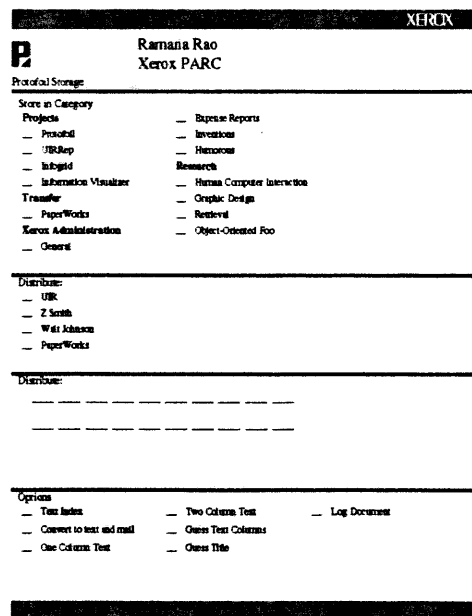 XEROX
Ramana Rao
Xerox PARC
Protofoil Storage
Store in Category
Projects
Protofoil
UIRRep
Infogrid
Information Visualizer
Transfer
PaperWorks
Xerox Administration
General
Expense Reports
Inventions
Humorous
Research
Human Computer Interaction
Graphic Design
Retrieval
Object-Oriented Foo
Distribute:
UIR
Z Smith
Walt Johnson
PaperWorks
Distribute:
Options
Text Index
Convert to text and mail
One Column Text
Two Column Text
Guess Text Columns
Guess Title
Log Document